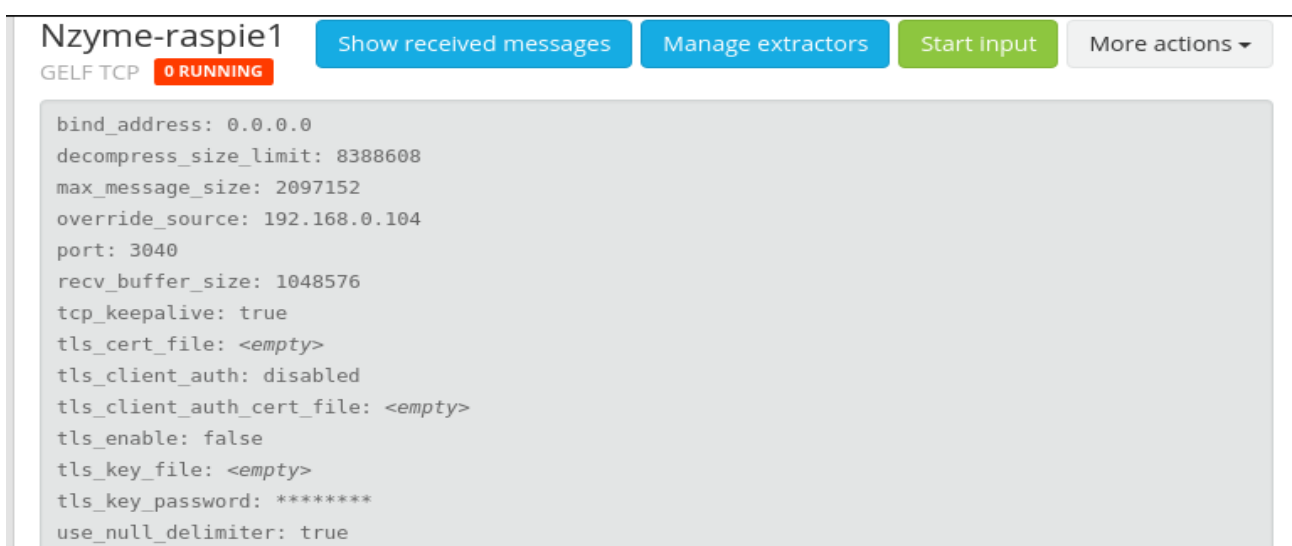 Nzyme-raspie1
Show received messages
Manage extractors
Start input
More actions
GELF TCP 0 RUNNING
bind_address: 0.0.0.0
decompress_size_limit: 8388608
max_message_size: 2097152
override_source: 192.168.0.104
port: 3040
recv_buffer_size: 1048576
tcp_keepalive: true
tls_cert_file: <empty>
tls_client_auth: disabled
tls_client_auth_cert_file: <empty>
tls_enable: false
tls_key_file: <empty>
tls_key_password: ********
use_null_delimiter: true